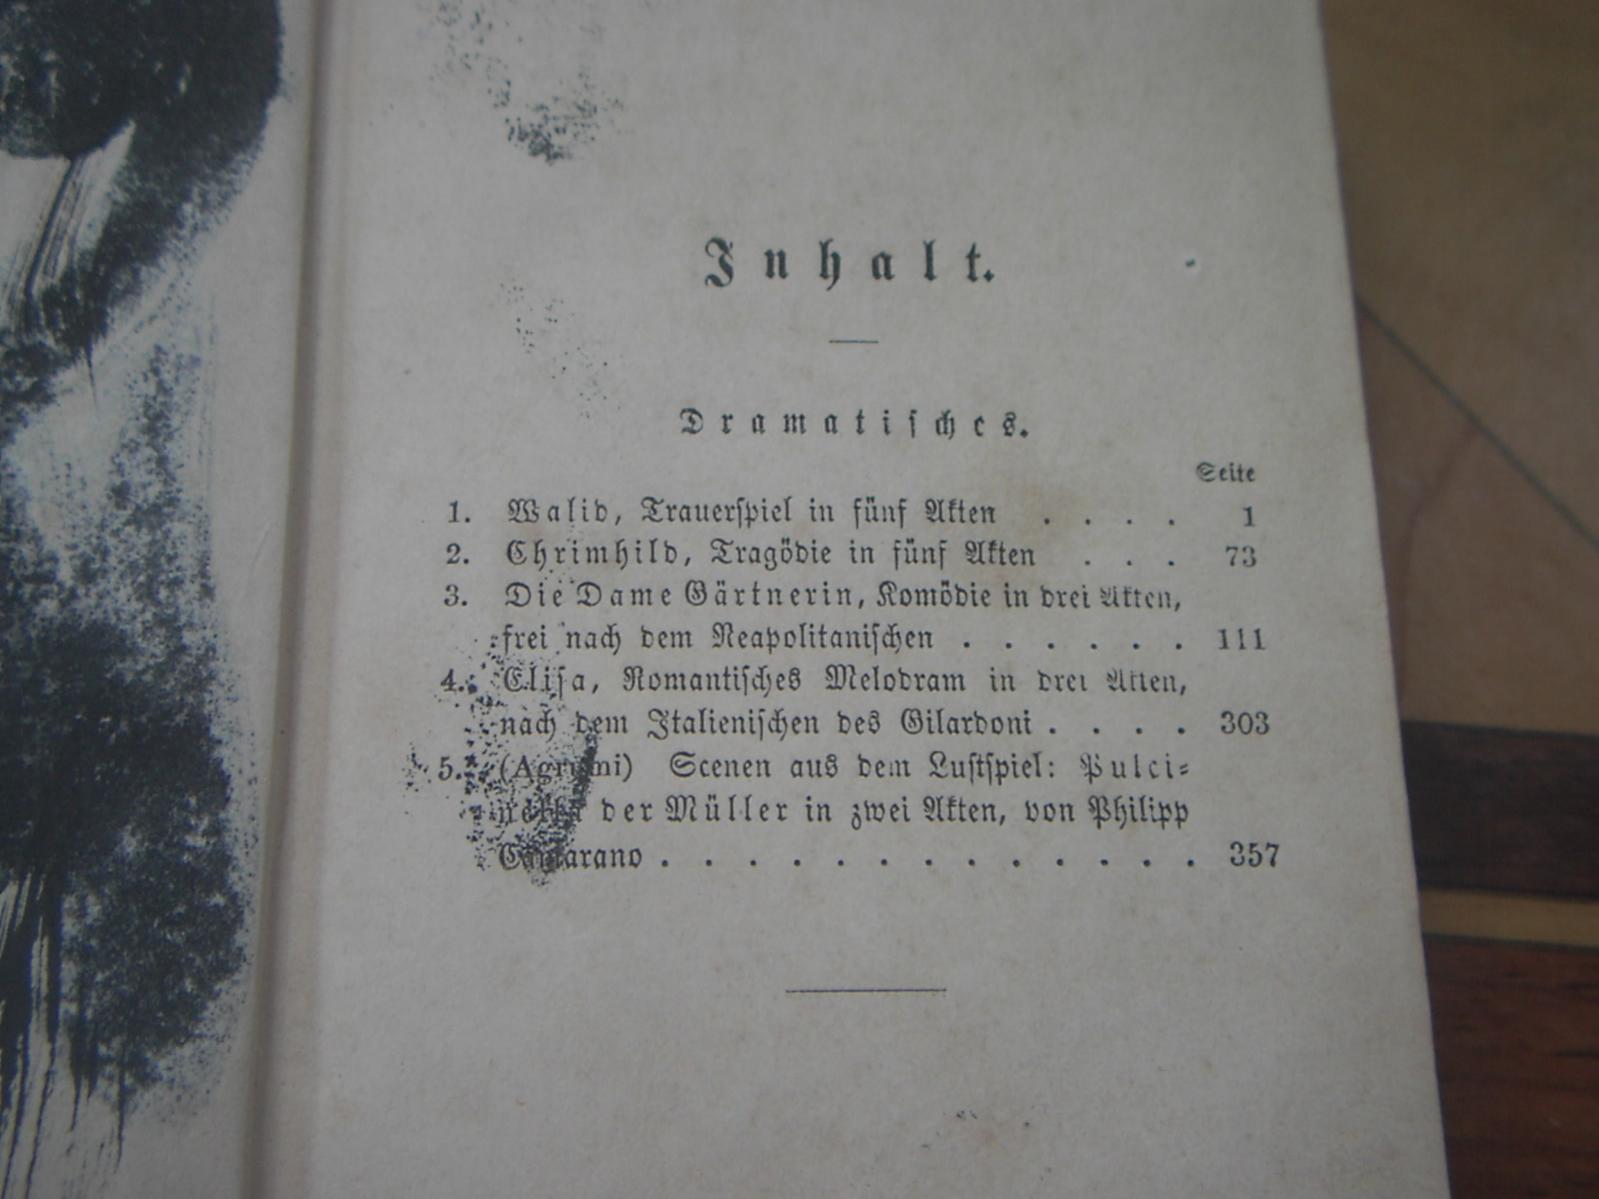 Inhalt.
Dramatisches.
Seite
1. Walid, Trauerspiel in fünf Akten . . . . 1
2. Chrimhild, Tragödie in fünf Akten . . . 73
3. Die Dame Gärtnerin, Komödie in drei Akten,
frei nach dem Neapolitanischen . . . . . . 111
4. Elisa, Romantisches Melodram in drei Akten,
nach dem Italienischen des Gilardoni . . . . 303
5. (Agrumi) Scenen aus dem Lustspiel: Pulci-
nella der Müller in zwei Akten, von Philipp
Cammarano . . . . . . . . . . . . . 357